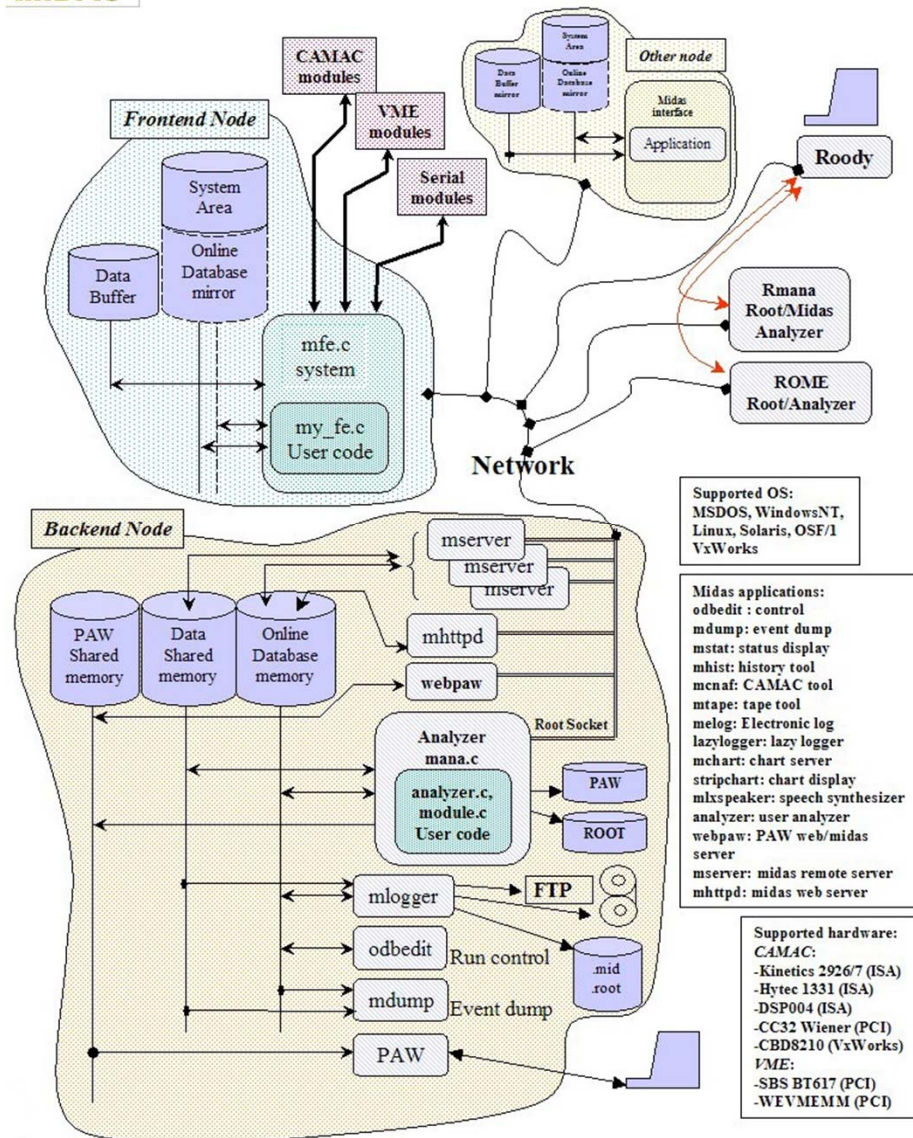 CAMAC
modules
VME
modules
Serial
modules
Frontend Node
System
Area
Online
Database
mirror
Data
Buffer
mfe.c
system
my_fe.c
User code
System
Area
Data
Buffer
mirror
Online
Database
mirror
Other node
Midas
interface
Application
Roody
Rmana
Root/Midas
Analyzer
ROME
Root/Analyzer
Network
Backend Node
mserver
mserver
mserver
PAW
Shared
memory
Data
Shared
memory
Online
Database
memory
mhttpd
webpaw
Root Socket
Analyzer
mana.c
analyzer.c,
module.c
User code
PAW
ROOT
mlogger
FTP
odbedit
Run control
.mid
.root
mdump
Event dump
PAW
Supported OS:
MSDOS, WindowsNT,
Linux, Solaris, OSF/1
VxWorks
Midas applications:
odbedit : control
mdump: event dump
mstat: status display
mhist: history tool
mcnaf: CAMAC tool
mtape: tape tool
melog: Electronic log
lazylogger: lazy logger
mchart: chart server
stripchart: chart display
mlxspeaker: speech synthesizer
analyzer: user analyzer
webpaw: PAW web/midas
server
mserver: midas remote server
mhttpd: midas web server
Supported hardware:
CAMAC:
-Kinetics 2926/7 (ISA)
-Hytec 1331 (ISA)
-DSP004 (ISA)
-CC32 Wiener (PCI)
-CBD8210 (VxWorks)
VME:
-SBS BT617 (PCI)
-WEVMEMM (PCI)